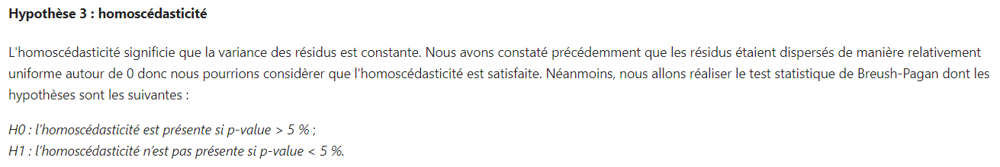 Hypothèse 3 : homoscédasticité
L'homoscédasticité significie que la variance des résidus est constante. Nous avons constaté précédemment que les résidus étaient dispersés de manière relativement
uniforme autour de 0 donc nous pourrions considèrer que l'homoscédasticité est satisfaite. Néanmoins, nous allons réaliser le test statistique de Breush-Pagan dont les
hypothèses sont les suivantes :
H0 : l'homoscédasticité est présente si p-value > 5 % ;
H1 : l'homoscédasticité n'est pas présente si p-value < 5 %.